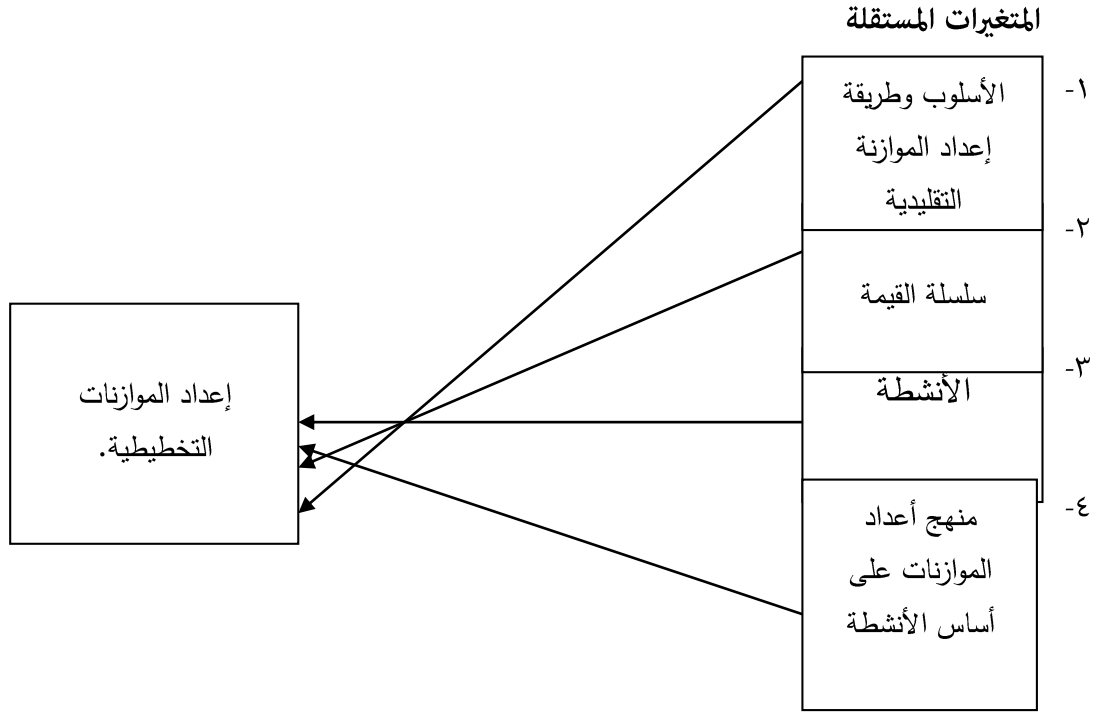 المتغيرات المستقلة
١-
الأسلوب وطريقة
إعداد الموازنة
التقليدية
٢-
سلسلة القيمة
٣-
الأنشطة
٤-
منهج أعداد
الموازنات على
أساس الأنشطة
إعداد الموازنات
التخطيطية.